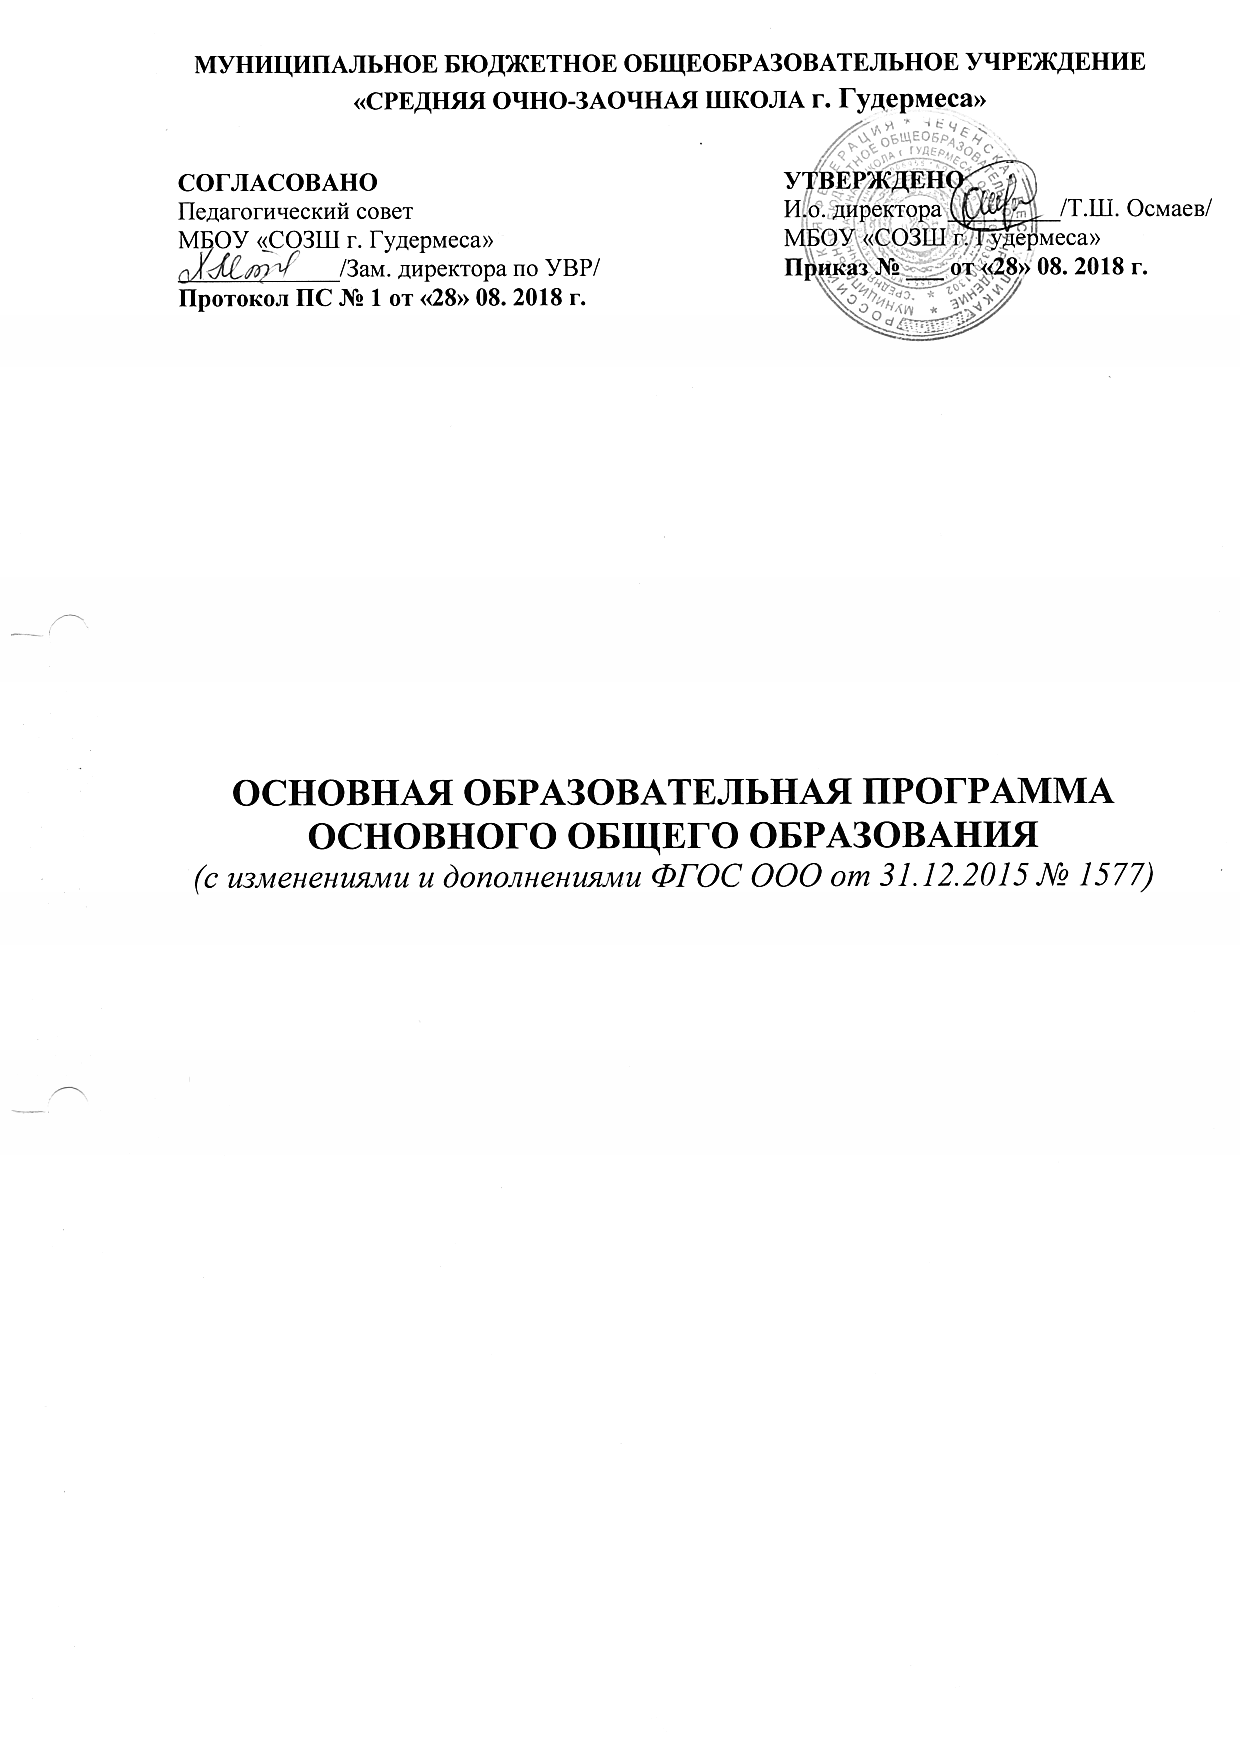 МУНИЦИПАЛЬНОЕ БЮДЖЕТНОЕ ОБЩЕОБРАЗОВАТЕЛЬНОЕ УЧРЕЖДЕНИЕ
«СРЕДНЯЯ ОЧНО-ЗАОЧНАЯ ШКОЛА г. Гудермеса»
СОГЛАСОВАНО
Педагогический совет
МБОУ «СОЗШ г. Гудермеса»
/Зам. директора по УВР/
Протокол ПС № 1 от «28» 08. 2018 г.
УТВЕРЖДЕНО
И.о. директора _________/Т.Ш. Осмаев/
МБОУ «СОЗШ г. Гудермеса»
Приказ № ___ от «28» 08. 2018 г.
ОСНОВНАЯ ОБРАЗОВАТЕЛЬНАЯ ПРОГРАММА
ОСНОВНОГО ОБЩЕГО ОБРАЗОВАНИЯ
(с изменениями и дополнениями ФГОС ООО от 31.12.2015 № 1577)